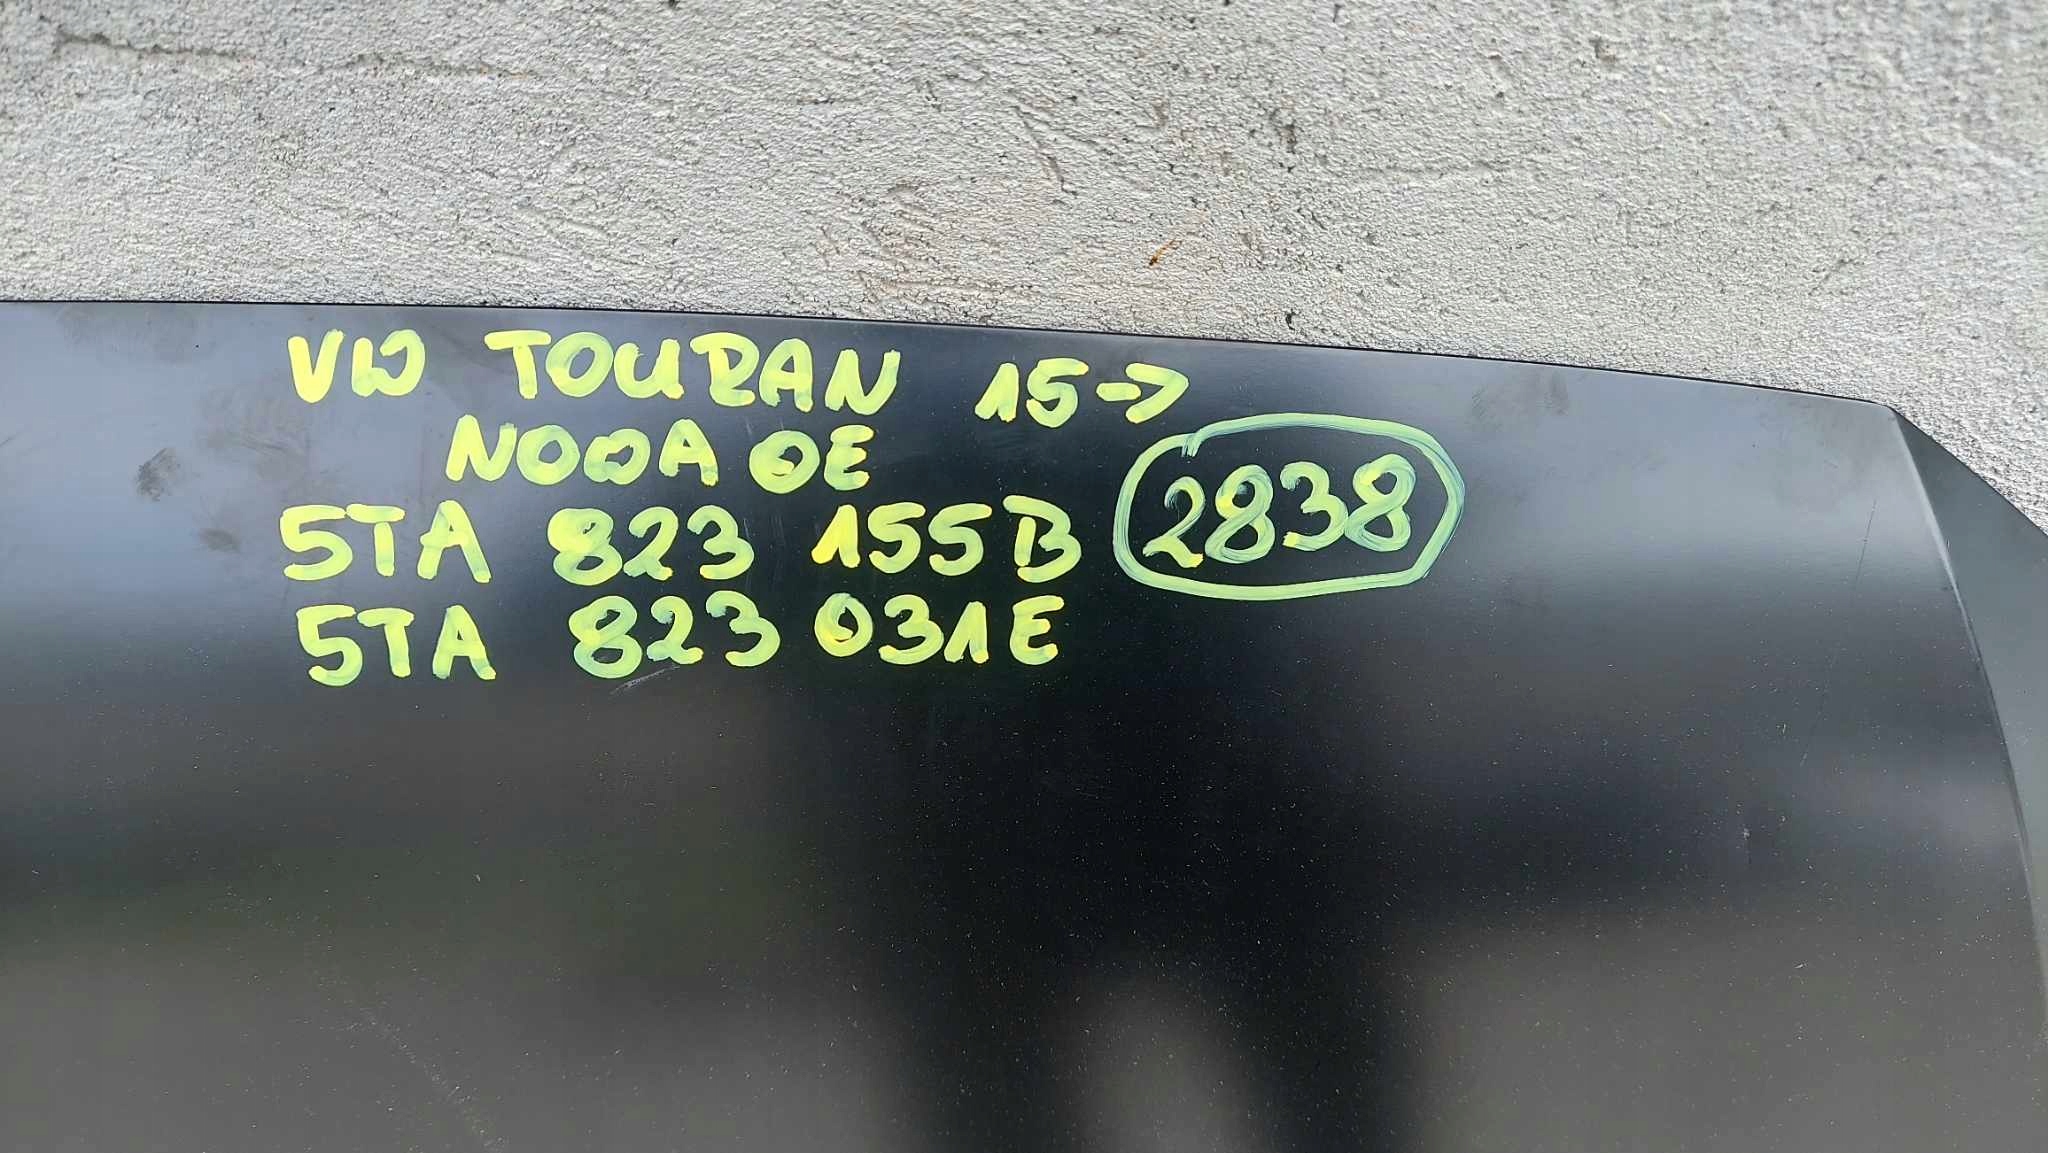 VW TOURAN 15->
NOWA OE
5TA 823 155B
2838
5TA 823 031E